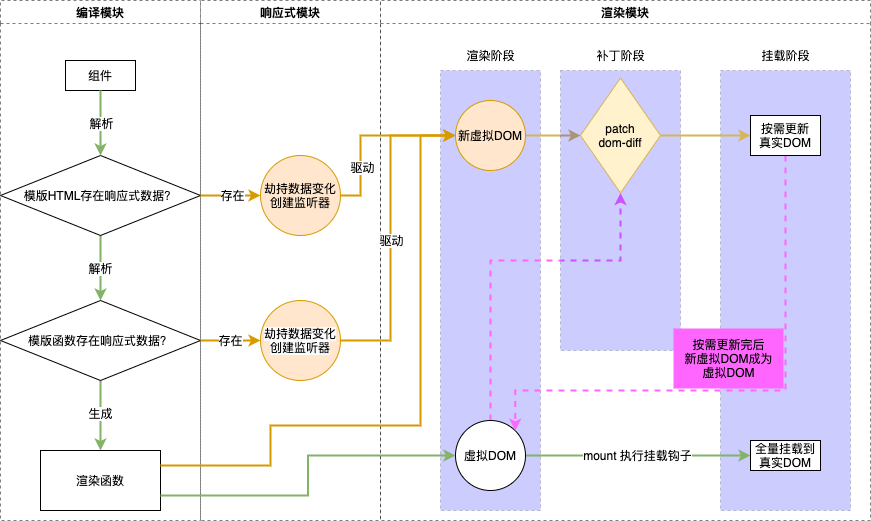 编译模块
响应式模块
渲染模块
渲染阶段
补丁阶段
挂载阶段
组件
解析
模版HTML存在响应式数据?
存在
劫持数据变化
创建监听器
驱动
新虚拟DOM
patch
dom-diff
按需更新
真实DOM
驱动
解析
模版函数存在响应式数据?
存在
劫持数据变化
创建监听器
按需更新完后
新虚拟DOM成为
虚拟DOM
生成
渲染函数
虚拟DOM
mount 执行挂载钩子
全量挂载到
真实DOM